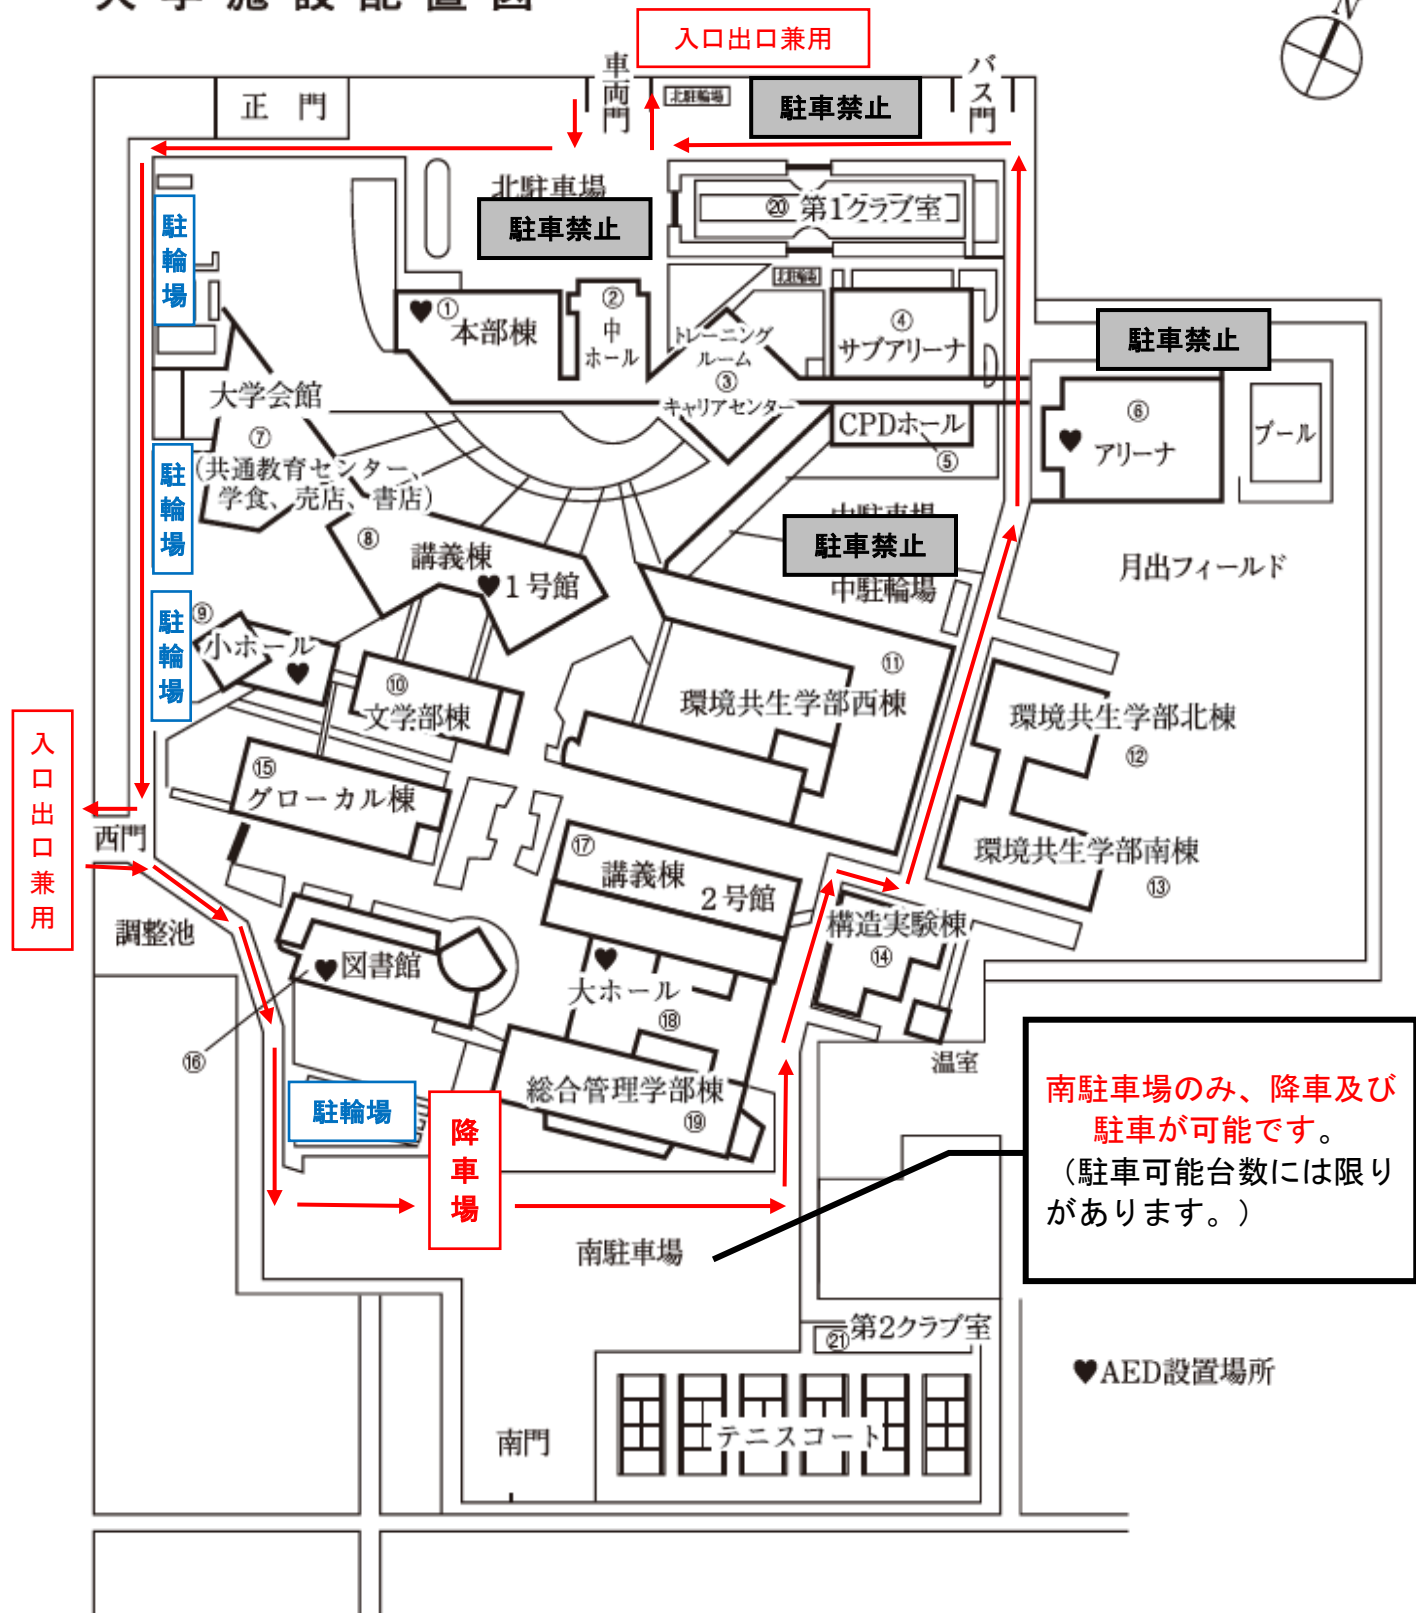 大学施設配置図
入口出口兼用
N
正門
車両門
北駐輪場
駐車禁止
バス門
北駐車場
駐車禁止
⑳ 第1クラブ室
駐輪場
北駐輪場
① 本部棟
② 中ホール
トレーニングルーム
③
キャリアセンター
④
サブアリーナ
駐車禁止
CPDホール
⑤
⑥
アリーナ
プール
大学会館
⑦
(共通教育センター、
学食、売店、書店)
駐輪場
⑧
講義棟
1号館
中駐車場
駐車禁止
中駐輪場
月出フィールド
駐輪場
⑨
小ホール
⑩
文学部棟
⑪
環境共生学部西棟
環境共生学部北棟
⑫
入口出口兼用
⑮
グローカル棟
西門
⑰
講義棟
2号館
環境共生学部南棟
⑬
調整池
図書館
⑯
大ホール
⑱
構造実験棟
⑭
温室
駐輪場
降車場
総合管理学部棟
⑲
南駐車場のみ、降車及び
駐車が可能です。
（駐車可能台数には限り
があります。）
南駐車場
㉑ 第2クラブ室
♥AED設置場所
テニスコート
南門